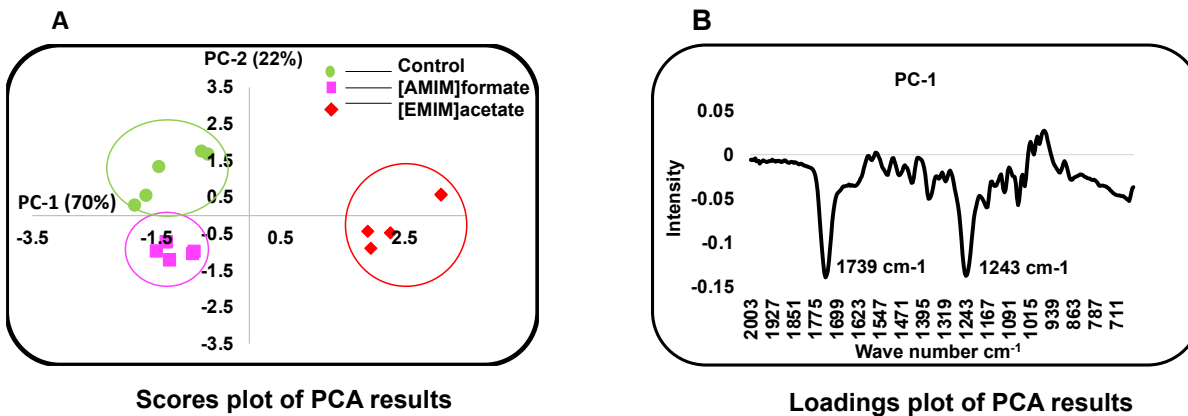 A
PC-2 (22%)
Control
[AMIM]formate
[EMIM]acetate
3.5
2.5
1.5
0.5
PC-1 (70%)
-3.5
-1.5
-0.5
0.5
2.5
-1.5
-2.5
-3.5
Scores plot of PCA results
B
PC-1
0.05
0
-0.05
-0.1
-0.15
Intensity
1739 cm-1
1243 cm-1
2003
1927
1851
1775
1699
1623
1547
1471
1395
1319
1243
1167
1091
1015
939
863
787
711
Wave number cm⁻¹
Loadings plot of PCA results